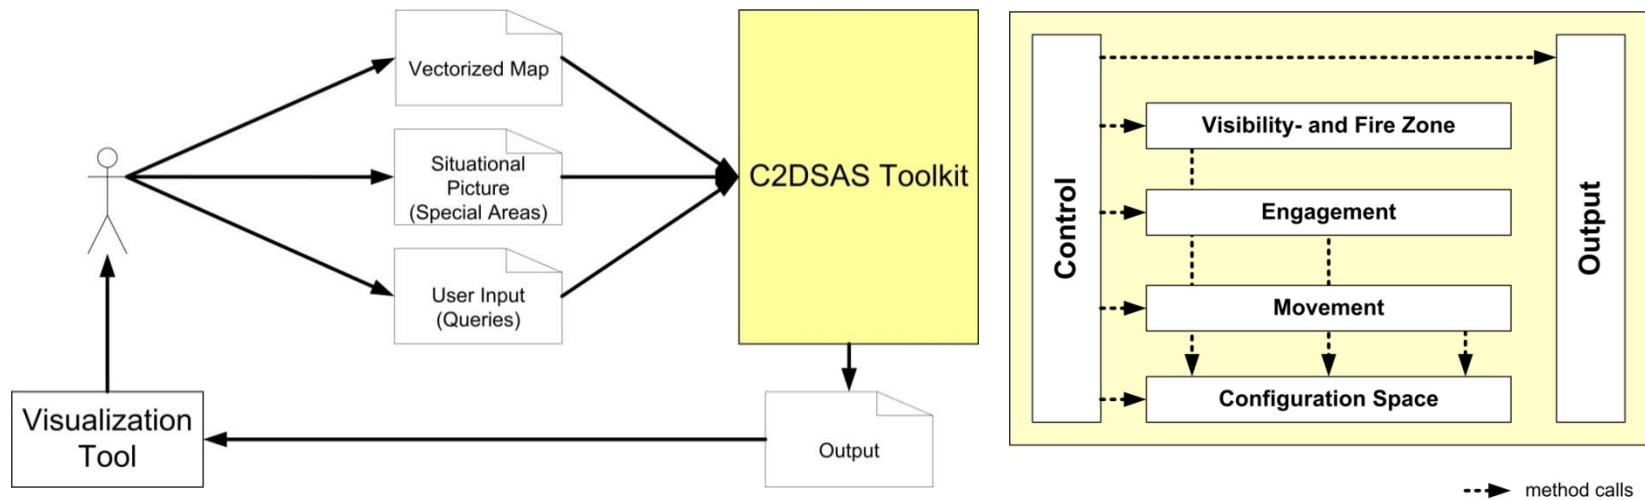 Vectorized Map
Situational
Picture
(Special Areas)
User Input
(Queries)
C2DSAS Toolkit
Output
Visualization
Tool
Control
Visibility- and Fire Zone
Engagement
Movement
Configuration Space
Output
method calls